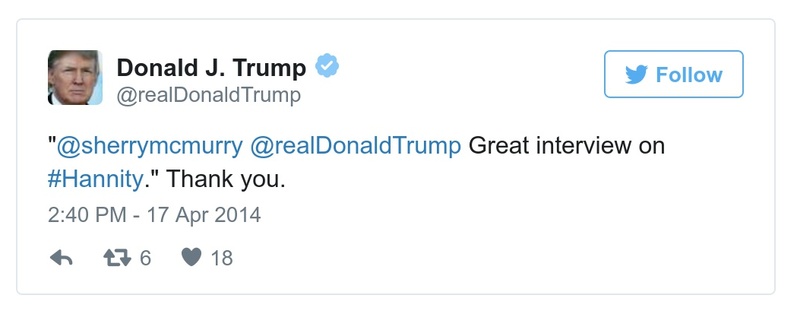 Donald J. Trump
@realDonaldTrump
Follow
"@sherrymcmurry @realDonaldTrump Great interview on
#Hannity." Thank you.
2:40 PM - 17 Apr 2014
6 18